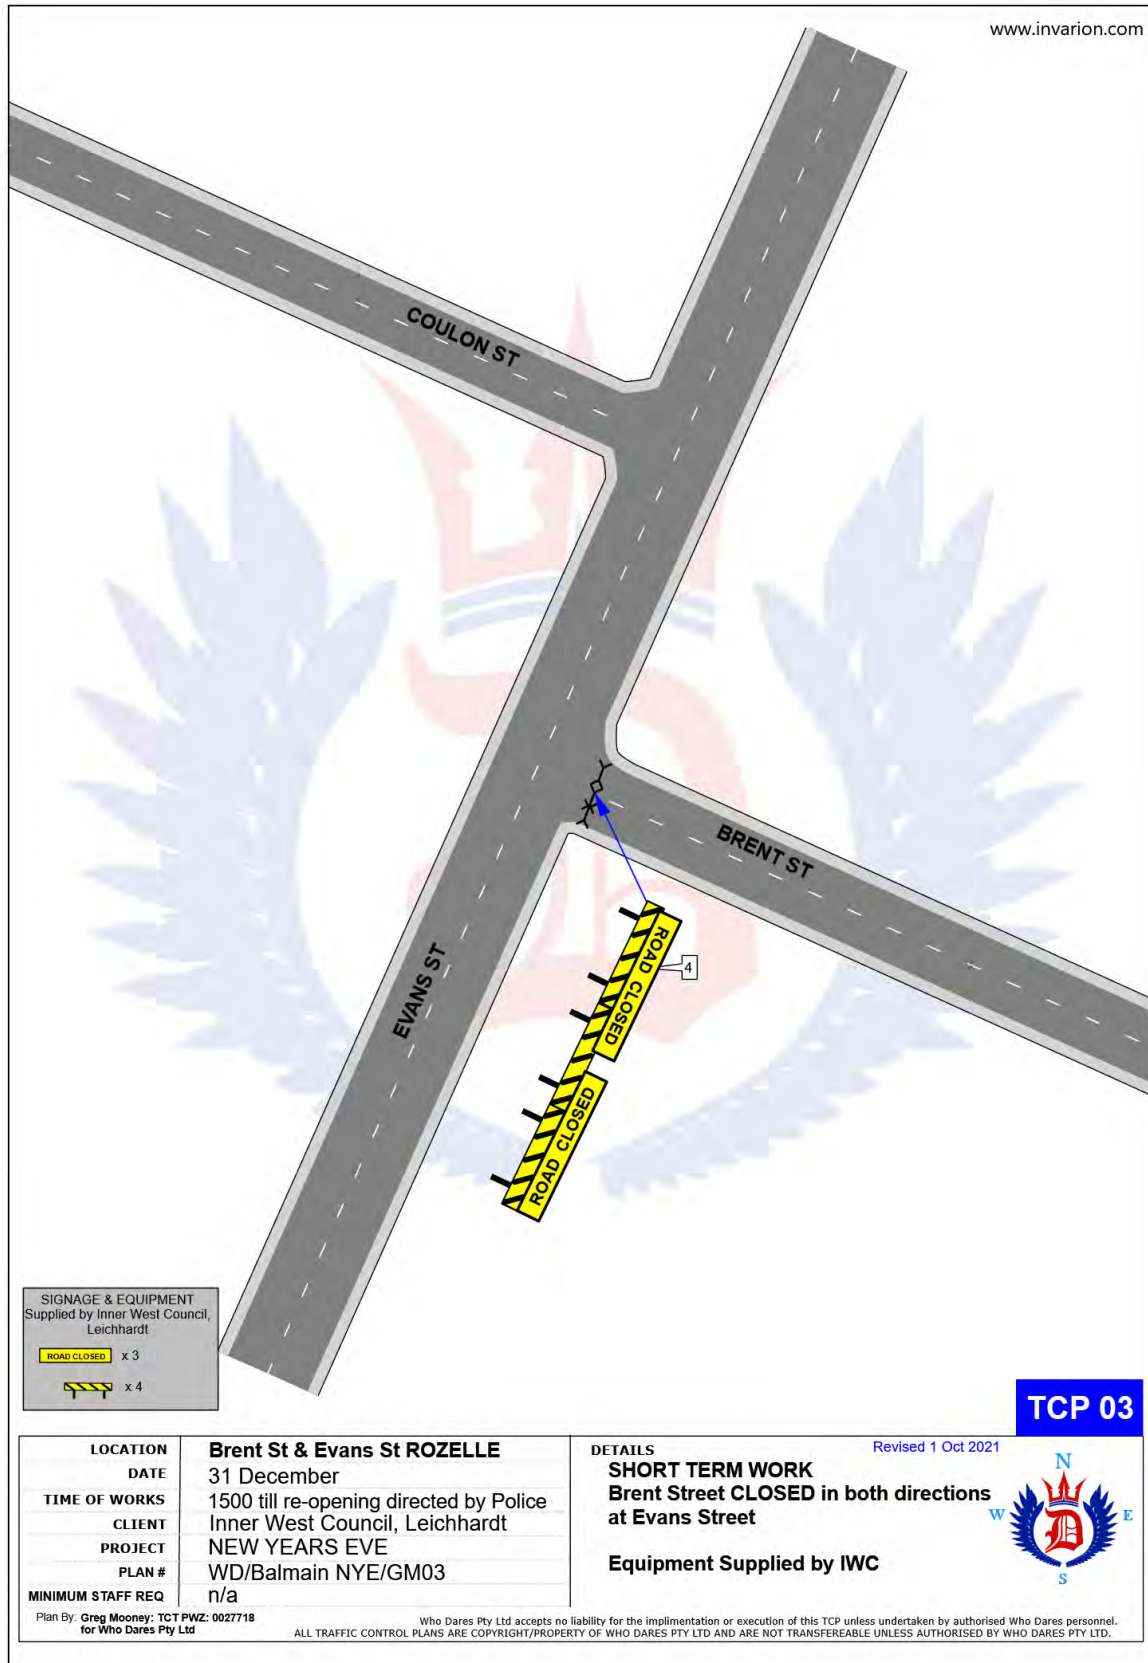 www.invarion.com
COULON ST
BRENT ST
EVANS ST
ROAD CLOSED
4
ROAD CLOSED
SIGNAGE & EQUIPMENT
Supplied by Inner West Council,
Leichhardt
ROAD CLOSED x 3
x 4
TCP 03
LOCATION Brent St & Evans St ROZELLE
DATE 31 December
TIME OF WORKS 1500 till re-opening directed by Police
CLIENT Inner West Council, Leichhardt
PROJECT NEW YEARS EVE
PLAN # WD/Balmain NYE/GM03
MINIMUM STAFF REQ n/a
DETAILS
Revised 1 Oct 2021
SHORT TERM WORK
Brent Street CLOSED in both directions
at Evans Street
Equipment Supplied by IWC
N
W E
D
S
Plan By: Greg Mooney: TCT PWZ: 0027718
for Who Dares Pty Ltd
Who Dares Pty Ltd accepts no liability for the implimentation or execution of this TCP unless undertaken by authorised Who Dares personnel.
ALL TRAFFIC CONTROL PLANS ARE COPYRIGHT/PROPERTY OF WHO DARES PTY LTD AND ARE NOT TRANSFEREABLE UNLESS AUTHORISED BY WHO DARES PTY LTD.